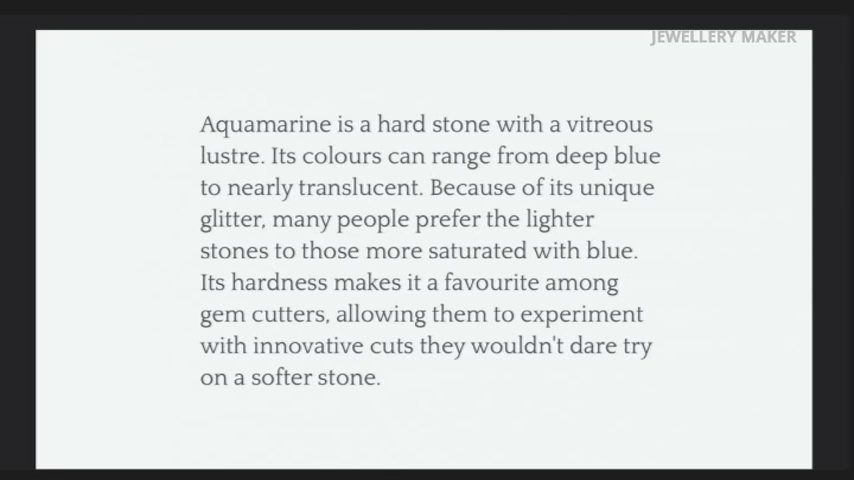 JEWELLERY MAKER
Aquamarine is a hard stone with a vitreous
lustre. Its colours can range from deep blue
to nearly translucent. Because of its unique
glitter, many people prefer the lighter
stones to those more saturated with blue.
Its hardness makes it a favourite among
gem cutters, allowing them to experiment
with innovative cuts they wouldn't dare try
on a softer stone.